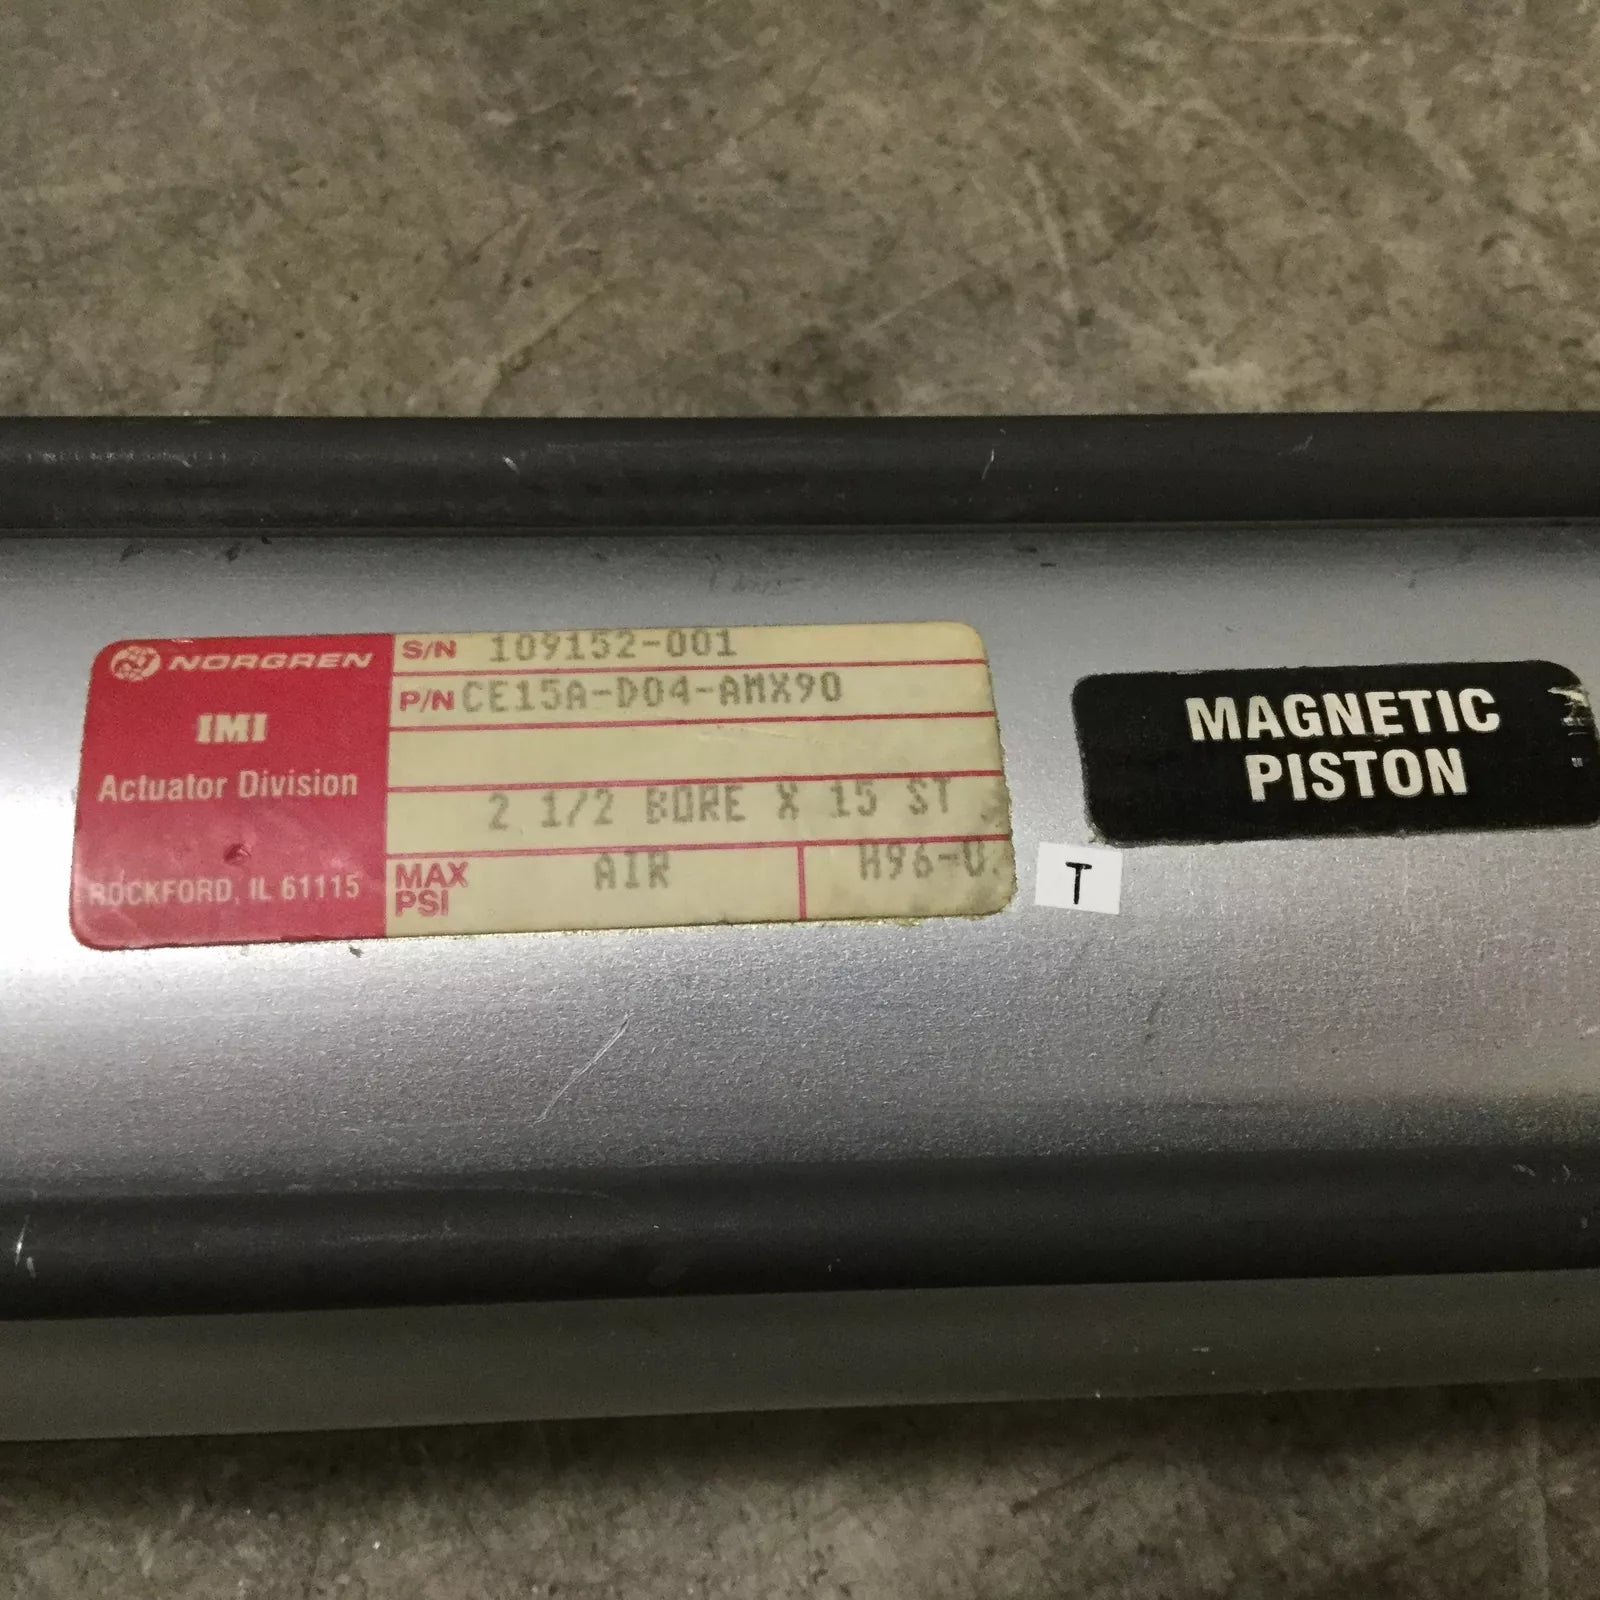 NORGREN
IMI
Actuator Division
ROCKFORD, IL 61115
S/N 109152-001
P/N CE15A-D04-AMX90
2 1/2 BORE X 15 ST
MAX PSI AIR
MAGNETIC
PISTON
T